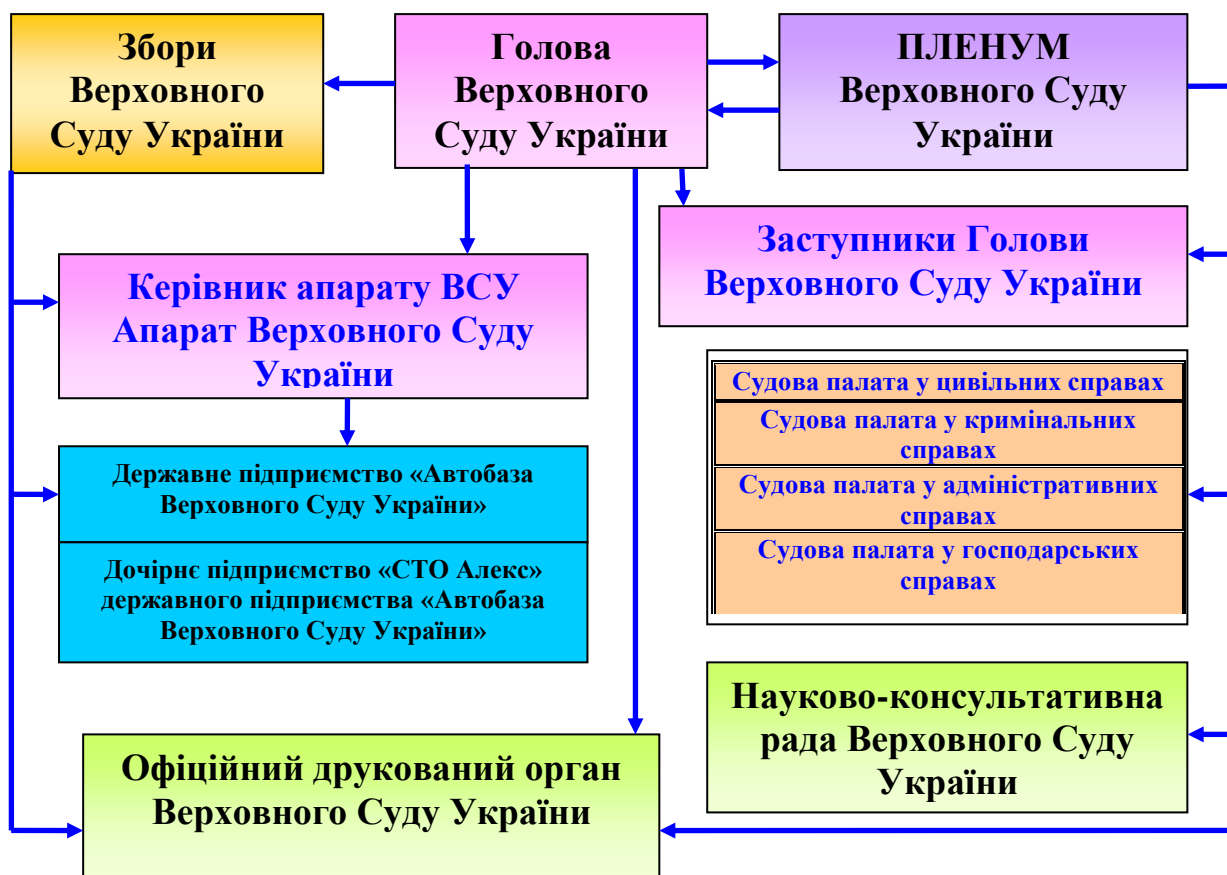 Збори
Верховного
Суду України
Голова
Верховного
Суду України
ПЛЕНУМ
Верховного Суду
України
Заступники Голови
Верховного Суду України
Керівник апарату ВСУ
Апарат Верховного Суду
України
Судова палата у цивільних справах
Судова палата у кримінальних
справах
Судова палата у адміністративних
справах
Судова палата у господарських
справах
Державне підприємство «Автобаза
Верховного Суду України»
Дочірнє підприємство «СТО Алекс»
державного підприємства «Автобаза
Верховного Суду України»
Науково-консультативна
рада Верховного Суду
України
Офіційний друкований орган
Верховного Суду України